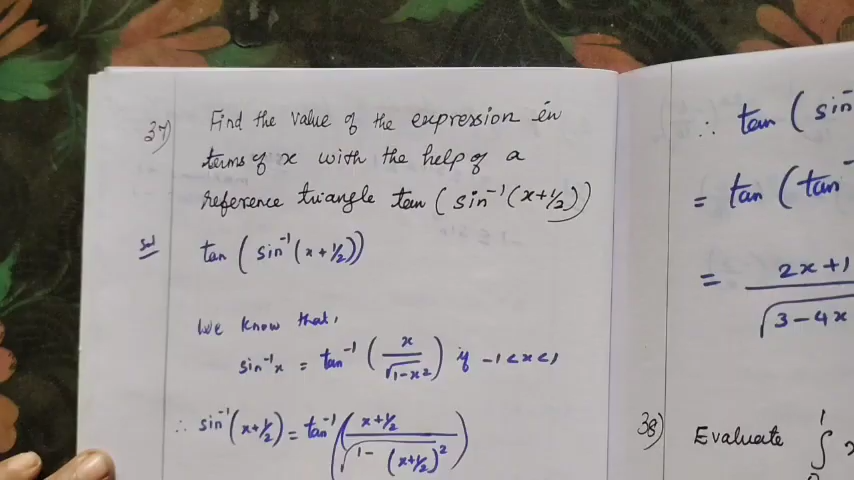 37) Find the value of the expression in
terms of x with the help of a
reference triangle tan (sin⁻¹(x+1/2))
Sol tan (sin⁻¹(x+1/2))
We know that,
sin⁻¹x = tan⁻¹ (x/√(1-x²)) if -1<x<1
∴ sin⁻¹(x+1/2) = tan⁻¹ ((x+1/2)/√(1-(x+1/2)²))
∴ tan (sin⁻
= tan (tan⁻
= 2x+1/√3-4x
38) Evaluate ∫ 1